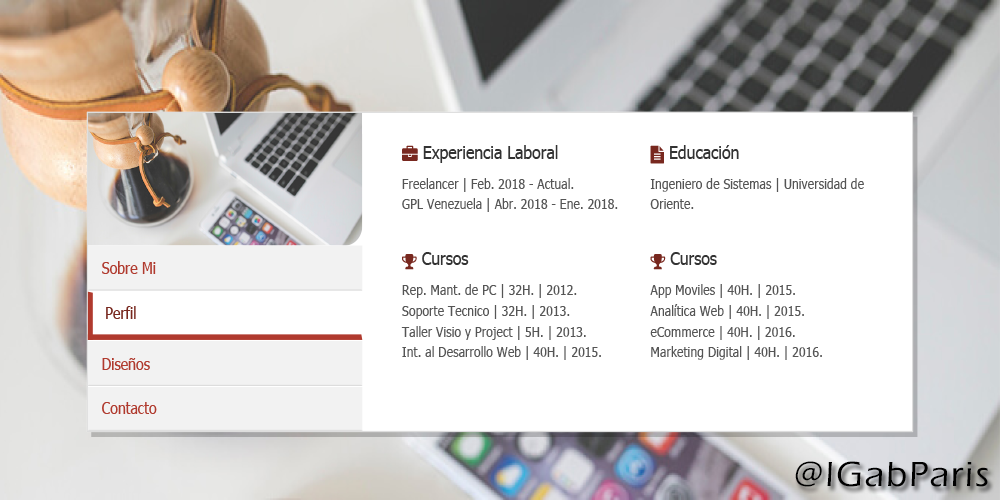 Sobre Mi
Perfil
Diseños
Contacto
Experiencia Laboral
Freelancer | Feb. 2018 - Actual.
GPL Venezuela | Abr. 2018 - Ene. 2018.
Educación
Ingeniero de Sistemas | Universidad de
Oriente.
Cursos
Rep. Mant. de PC | 32H. | 2012.
Soporte Tecnico | 32H. | 2013.
Taller Visio y Project | 5H. | 2013.
Int. al Desarrollo Web | 40H. | 2015.
Cursos
App Moviles | 40H. | 2015.
Analítica Web | 40H. | 2015.
eCommerce | 40H. | 2016.
Marketing Digital | 40H. | 2016.
@IGabParis